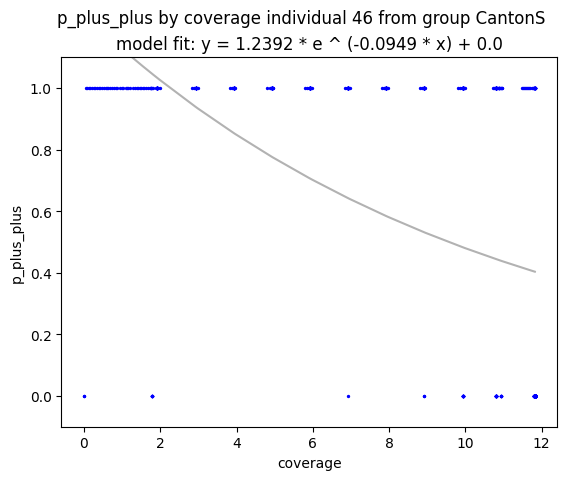 p_plus_plus by coverage individual 46 from group CantonS
model fit: y = 1.2392 * e ^ (-0.0949 * x) + 0.0
1.0
0.8
0.6
0.4
0.2
0.0
p_plus_plus
0 2 4 6 8 10 12
coverage